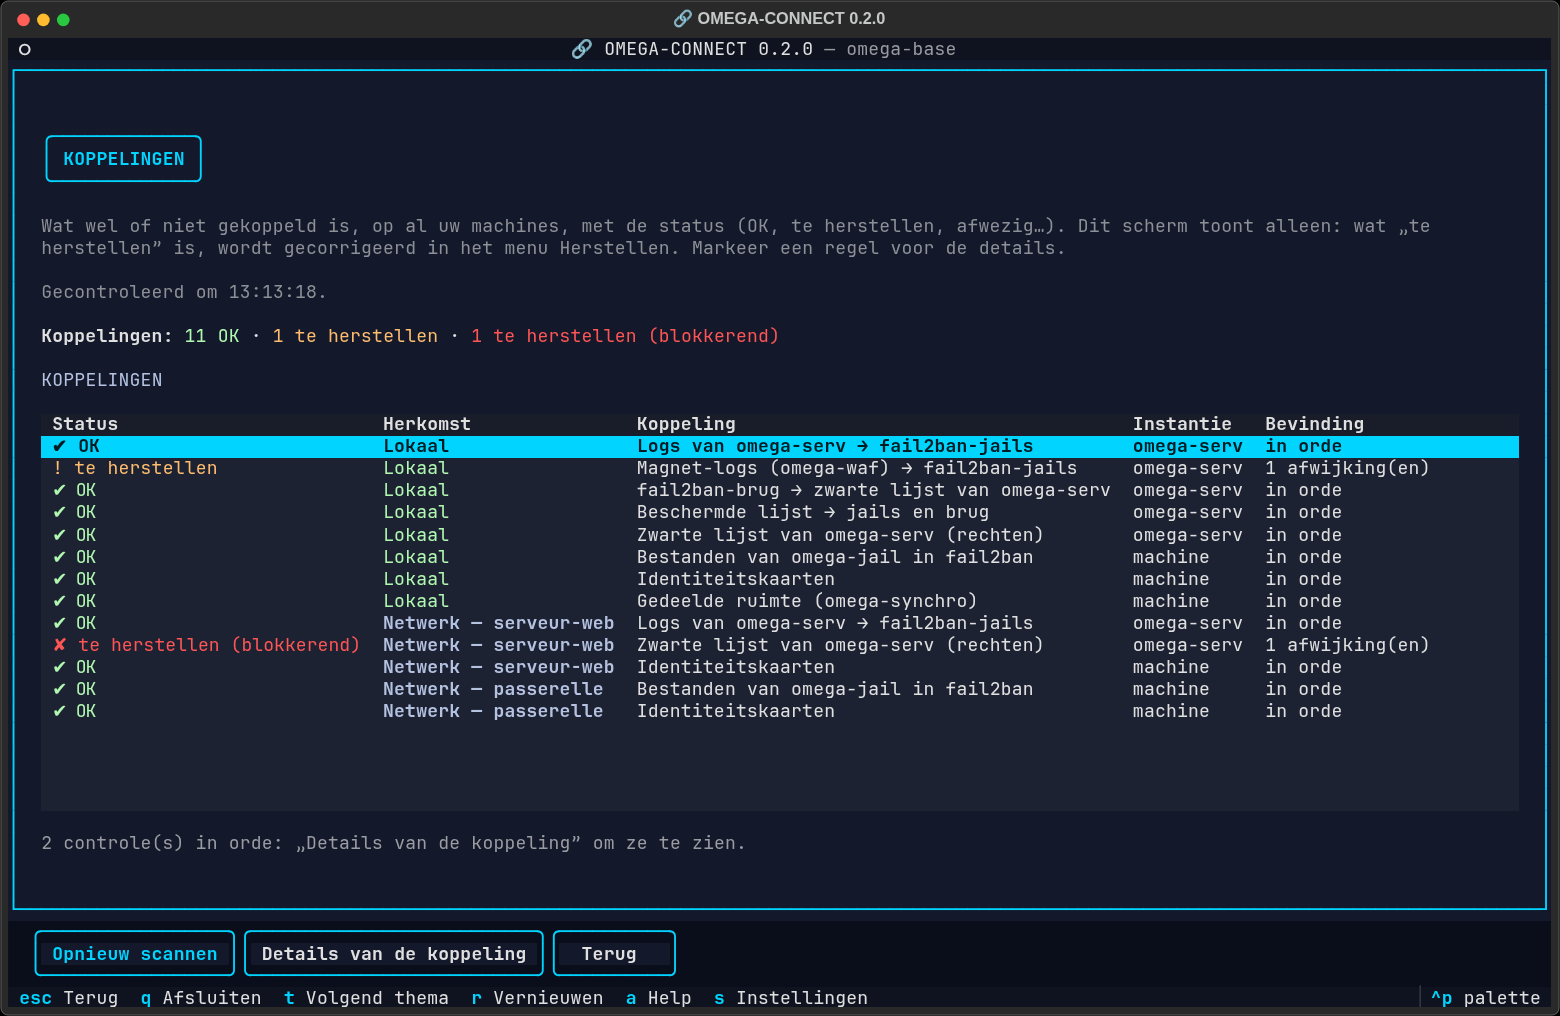 🔗 OMEGA-CONNECT 0.2.0
🔗 OMEGA-CONNECT 0.2.0 — omega-base
KOPPELINGEN
Wat wel of niet gekoppeld is, op al uw machines, met de status (OK, te herstellen, afwezig…). Dit scherm toont alleen: wat „te
herstellen” is, wordt gecorrigeerd in het menu Herstellen. Markeer een regel voor de details.
Gecontroleerd om 13:13:18.
Koppelingen: 11 OK · 1 te herstellen · 1 te herstellen (blokkerend)
KOPPELINGEN
Status Herkomst Koppeling Instantie Bevinding
✔ OK Lokaal Logs van omega-serv → fail2ban-jails omega-serv in orde
! te herstellen Lokaal Magnet-logs (omega-waf) → fail2ban-jails omega-serv 1 afwijking(en)
✔ OK Lokaal fail2ban-brug → zwarte lijst van omega-serv omega-serv in orde
✔ OK Lokaal Beschermde lijst → jails en brug omega-serv in orde
✔ OK Lokaal Zwarte lijst van omega-serv (rechten) omega-serv in orde
✔ OK Lokaal Bestanden van omega-jail in fail2ban machine in orde
✔ OK Lokaal Identiteitskaarten machine in orde
✔ OK Lokaal Gedeelde ruimte (omega-synchro) machine in orde
✔ OK Netwerk — serveur-web Logs van omega-serv → fail2ban-jails omega-serv in orde
✘ te herstellen (blokkerend) Netwerk — serveur-web Zwarte lijst van omega-serv (rechten) omega-serv 1 afwijking(en)
✔ OK Netwerk — serveur-web Identiteitskaarten machine in orde
✔ OK Netwerk — passerelle Bestanden van omega-jail in fail2ban machine in orde
✔ OK Netwerk — passerelle Identiteitskaarten machine in orde
2 controle(s) in orde: „Details van de koppeling” om ze te zien.
Opnieuw scannen Details van de koppeling Terug
esc Terug q Afsluiten t Volgend thema r Vernieuwen a Help s Instellingen ^p palette